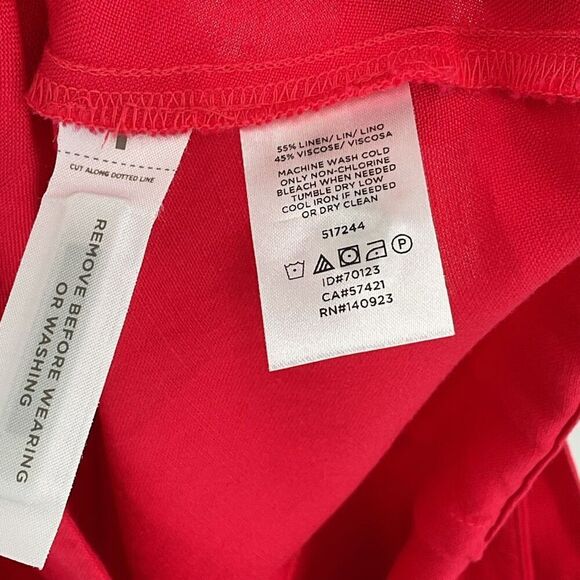 55% LINEN/ LIN/ LINO
45% VISCOSE/ VISCOSA
MACHINE WASH COLD
ONLY NON-CHLORINE
BLEACH WHEN NEEDED
TUMBLE DRY LOW
COOL IRON IF NEEDED
OR DRY CLEAN
517244
P
ID#70123
CA#57421
RN#140923
CUT ALONG DOTTED LINE
REMOVE BEFORE WEARING
OR WASHING